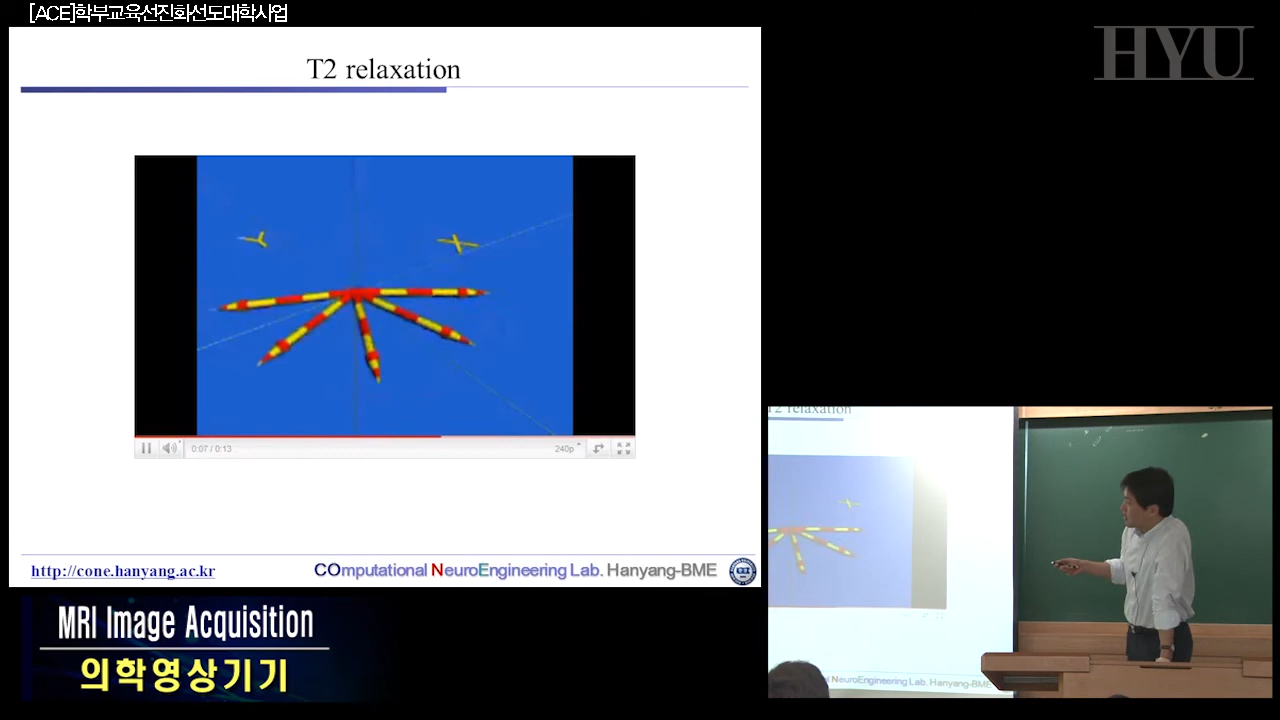 [ACE]학부교육선진화선도대학사업
HYU
T2 relaxation
Y
X
0:07 / 0:13
240p
http://cone.hanyang.ac.kr
COmputational NeuroEngineering Lab. Hanyang-BME
T2 relaxation
NeuroEngineering Lab. Hanyang-BME
MRI Image Acquisition
의학영상기기